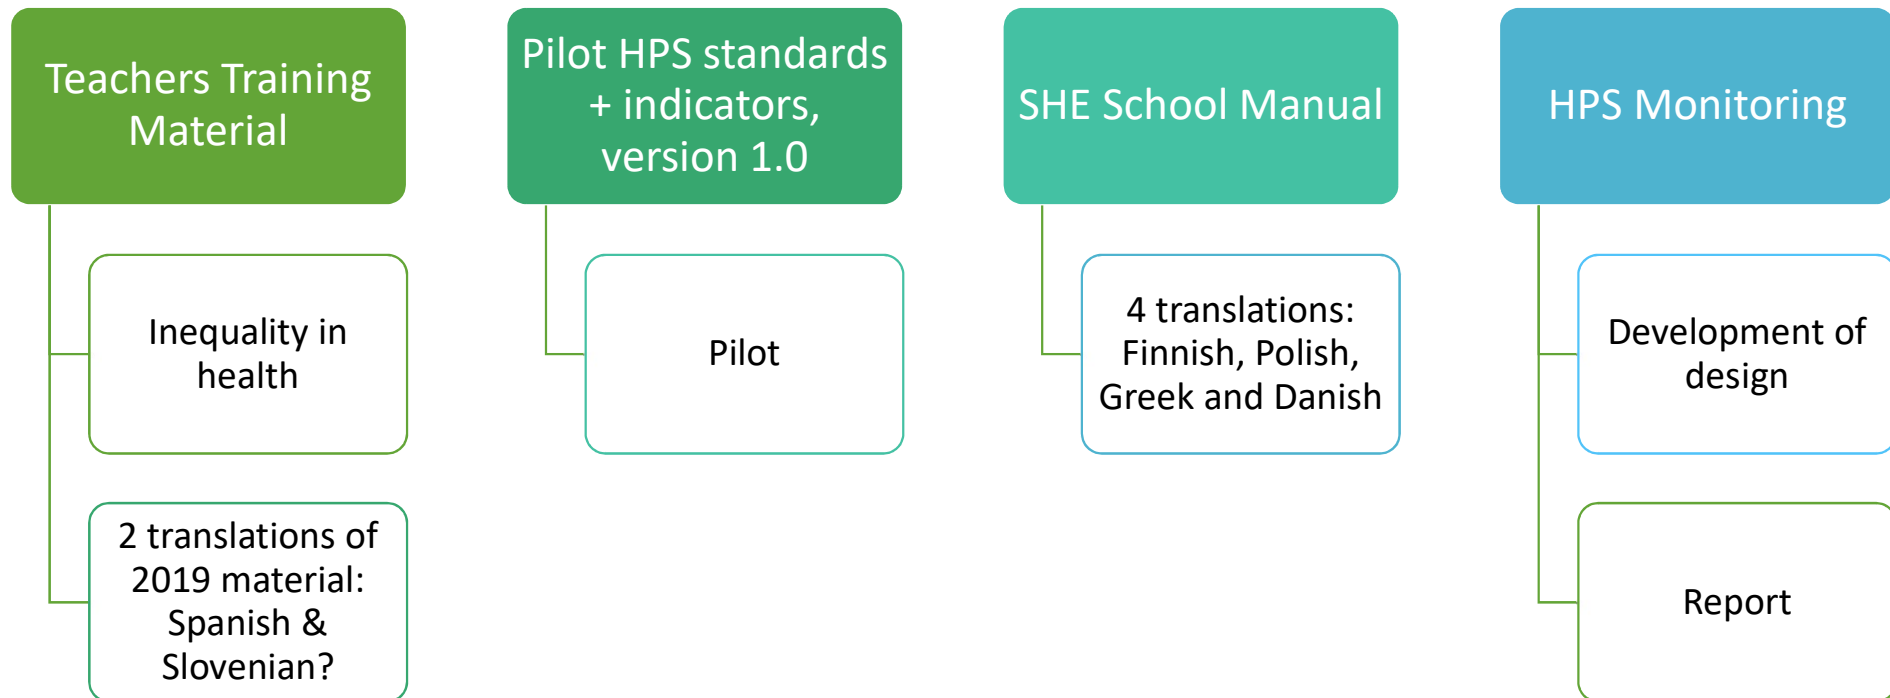 Teachers Training
Material
Inequality in
health
2 translations of
2019 material:
Spanish &
Slovenian?
Pilot HPS standards
+ indicators,
version 1.0
Pilot
SHE School Manual
4 translations:
Finnish, Polish,
Greek and Danish
HPS Monitoring
Development of
design
Report